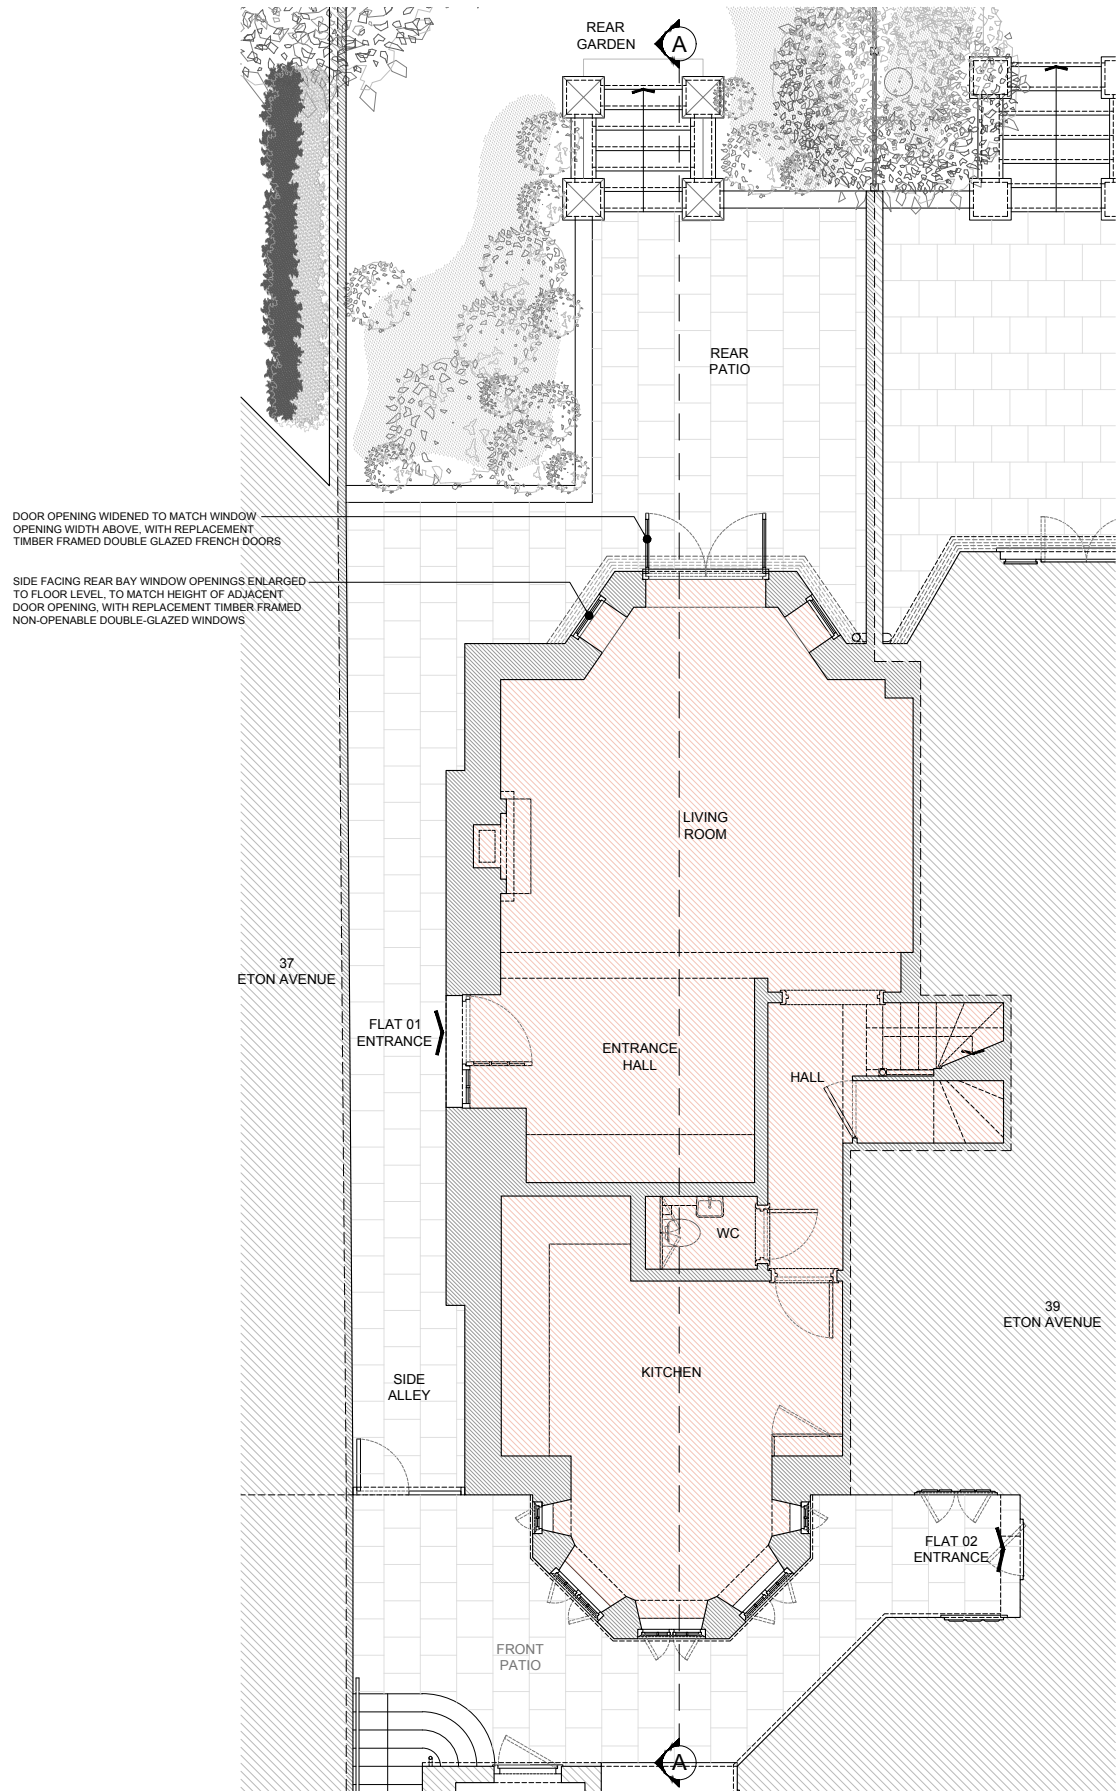 REAR
GARDEN
A
REAR
PATIO
DOOR OPENING WIDENED TO MATCH WINDOW
OPENING WIDTH ABOVE, WITH REPLACEMENT
TIMBER FRAMED DOUBLE GLAZED FRENCH DOORS
SIDE FACING REAR BAY WINDOW OPENINGS ENLARGED
TO FLOOR LEVEL, TO MATCH HEIGHT OF ADJACENT
DOOR OPENING, WITH REPLACEMENT TIMBER FRAMED
NON-OPENABLE DOUBLE-GLAZED WINDOWS
LIVING
ROOM
37
ETON AVENUE
FLAT 01
ENTRANCE
ENTRANCE
HALL
HALL
WC
39
ETON AVENUE
KITCHEN
SIDE
ALLEY
FLAT 02
ENTRANCE
FRONT
PATIO
A